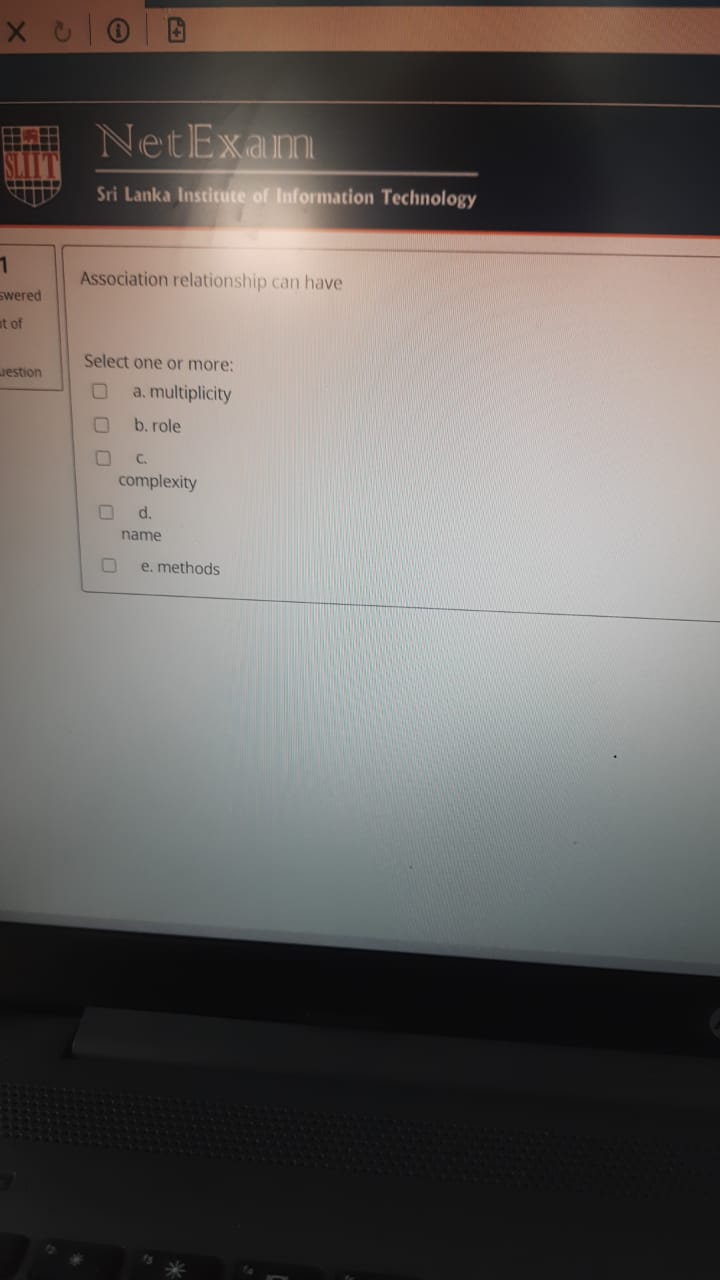 SLIIT
NetExam
Sri Lanka Institute of Information Technology
1
swered
ut of
uestion
Association relationship can have
Select one or more:
a. multiplicity
b. role
c.
complexity
d.
name
e. methods